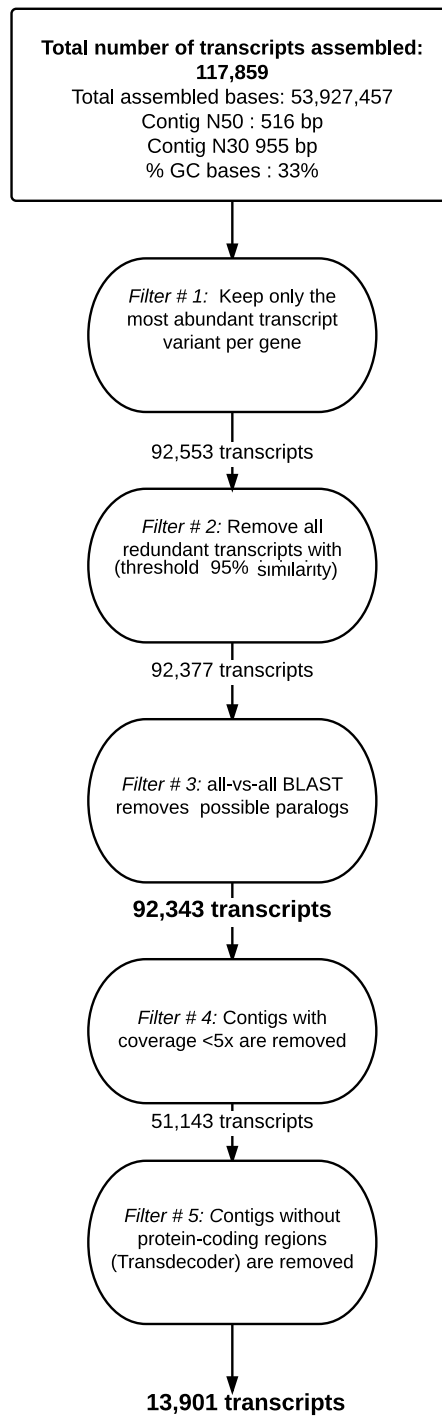 Total number of transcripts assembled:
117,859
Total assembled bases: 53,927,457
Contig N50 : 516 bp
Contig N30 955 bp
% GC bases : 33%
Filter # 1: Keep only the
most abundant transcript
variant per gene
92,553 transcripts
Filter # 2: Remove all
redundant transcripts with
(threshold 95% similarity)
92,377 transcripts
Filter # 3: all-vs-all BLAST
removes possible paralogs
92,343 transcripts
Filter # 4: Contigs with
coverage <5x are removed
51,143 transcripts
Filter # 5: Contigs without
protein-coding regions
(Transdecoder) are removed
13,901 transcripts